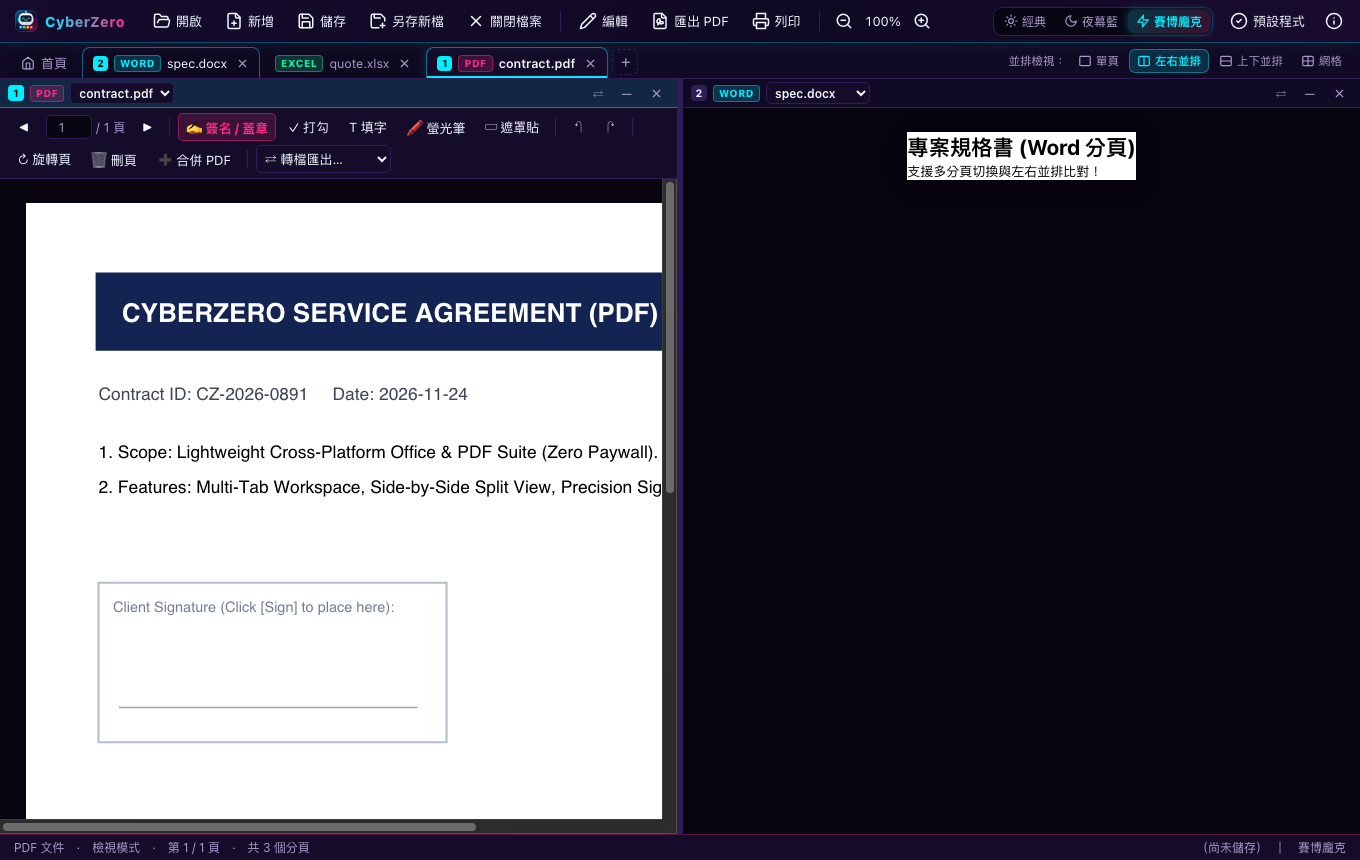 CyberZero 開啟 新增 儲存 另存新檔 關閉檔案 編輯 匯出 PDF 列印 100% 經典 夜幕藍 賽博龐克 預設程式
首頁 2 WORD spec.docx EXCEL quote.xlsx 1 PDF contract.pdf + 並排檢視： 單頁 左右並排 上下並排 網格
1 PDF contract.pdf
1 / 1 頁 簽名 / 蓋章 ✓ 打勾 T 填字 螢光筆 遮罩貼
旋轉頁 刪頁 合併 PDF 轉檔匯出...
CYBERZERO SERVICE AGREEMENT (PDF)
Contract ID: CZ-2026-0891 Date: 2026-11-24
1. Scope: Lightweight Cross-Platform Office & PDF Suite (Zero Paywall).
2. Features: Multi-Tab Workspace, Side-by-Side Split View, Precision Sig
Client Signature (Click [Sign] to place here):
2 WORD spec.docx
專案規格書 (Word 分頁)
支援多分頁切換與左右並排比對！
PDF 文件 · 檢視模式 · 第 1 / 1 頁 · 共 3 個分頁 (尚未儲存) | 賽博龐克